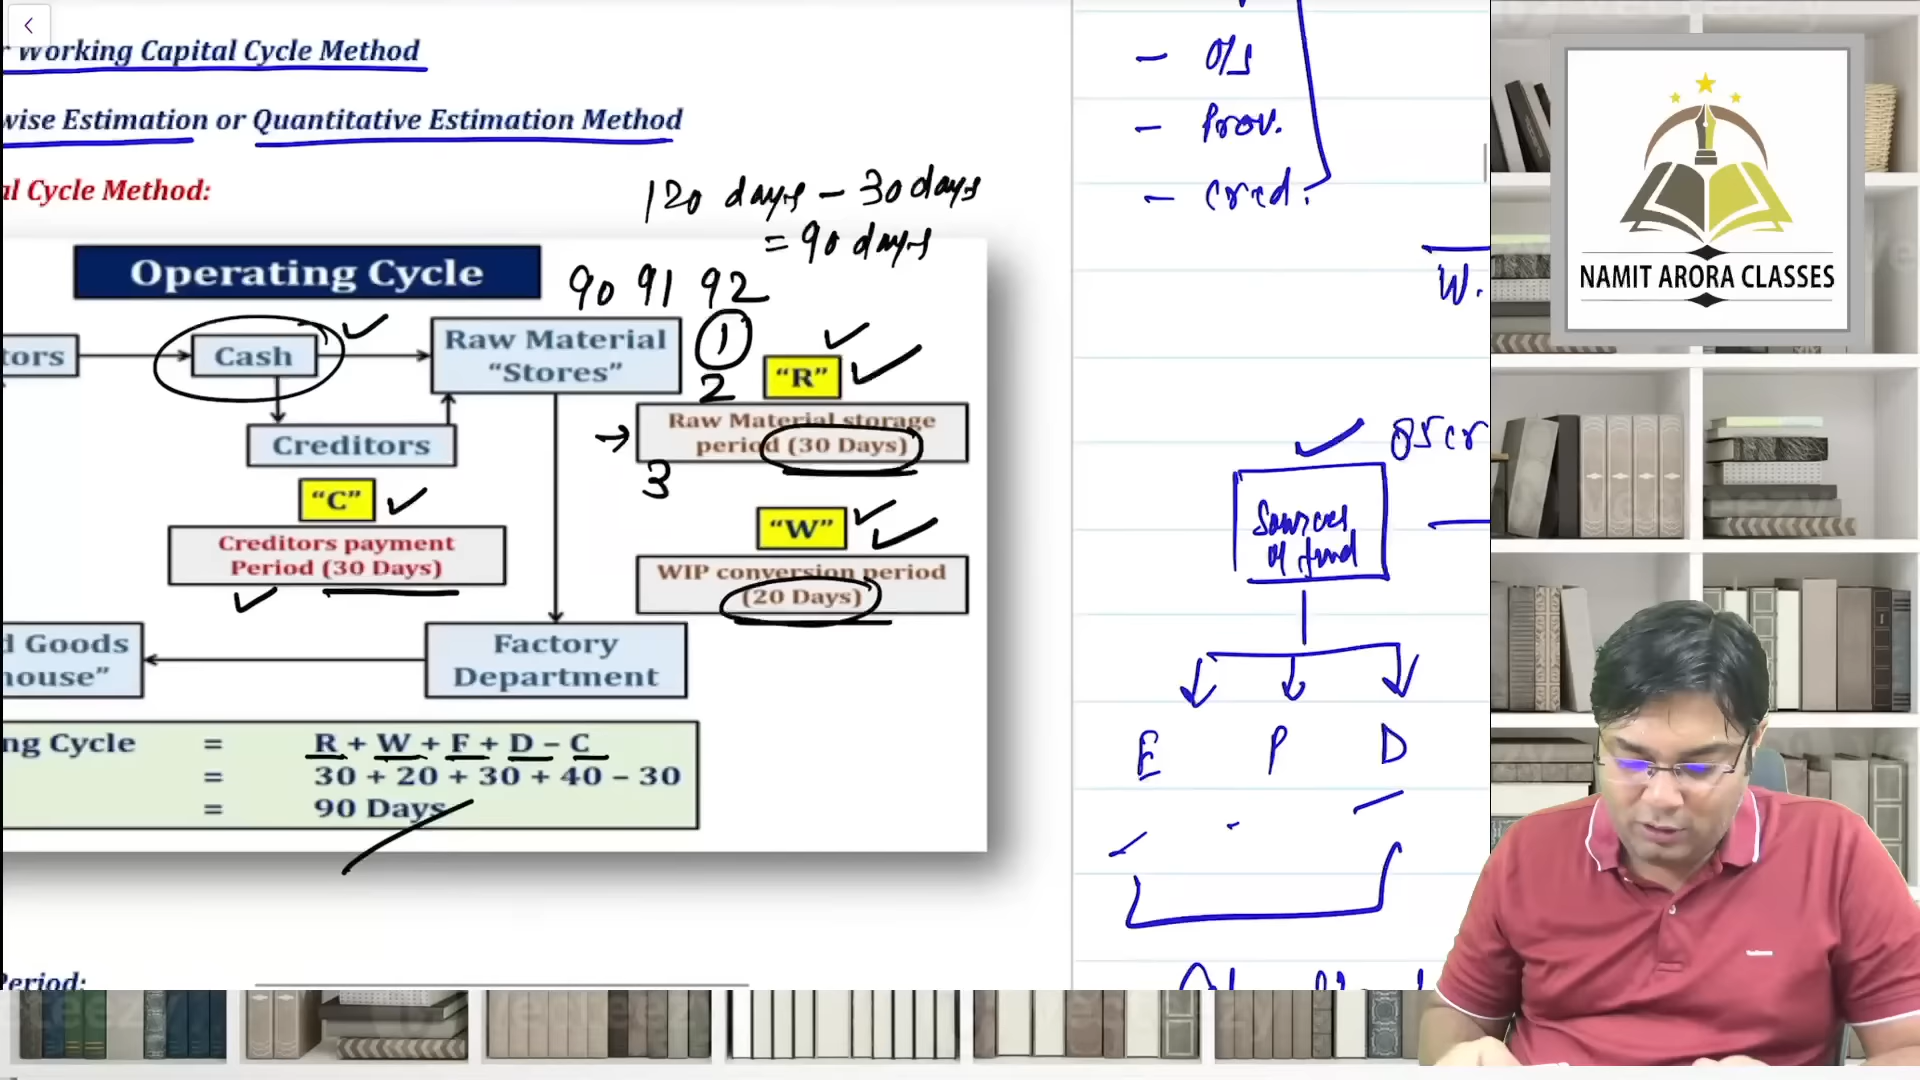 r Working Capital Cycle Method
wise Estimation or Quantitative Estimation Method
al Cycle Method:
120 days - 30 days
= 90 days
Operating Cycle
90 91 92
tors
Cash
Raw Material
“Stores”
1
2
“R”
Raw Material storage
period (30 Days)
3
Creditors
“C”
Creditors payment
Period (30 Days)
“W”
WIP conversion period
(20 Days)
d Goods
house”
Factory
Department
ng Cycle = R + W + F + D – C
= 30 + 20 + 30 + 40 – 30
= 90 Days
Period:
- O/S
- Prov.
- Cred.
W.
Sources
of fund
E P D
NAMIT ARORA CLASSES